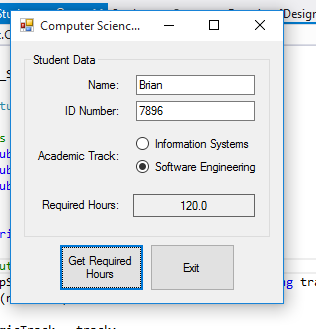 Computer Scienc...
Student Data
Name: Brian
ID Number: 7896
Academic Track:
Information Systems
Software Engineering
Required Hours: 120.0
Get Required
Hours
Exit